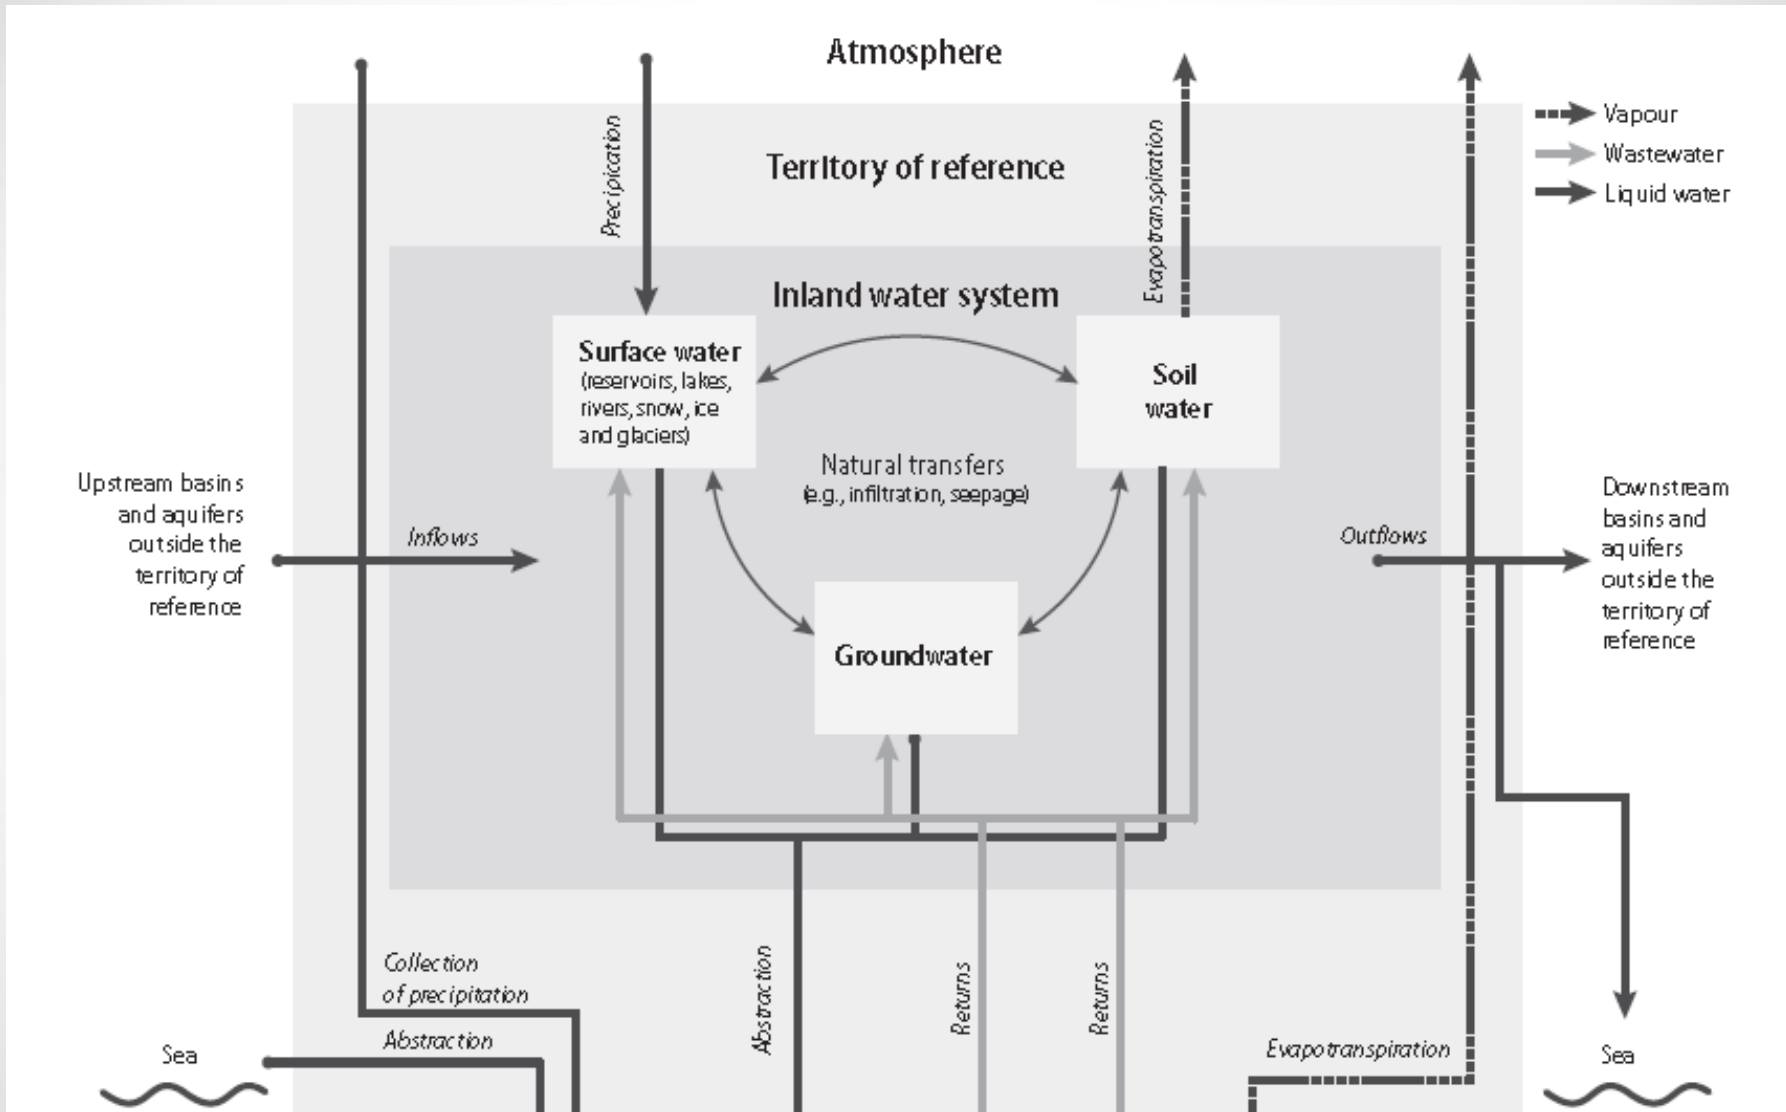 Atmosphere
Precipication
Territory of reference
Evapotranspiration
Vapour
Wastewater
Liquid water
Inland water system
Surface water
(reservoirs, lakes,
rivers, snow, ice
and glaciers)
Soil
water
Natural transfers
(e.g., infiltration, seepage)
Upstream basins
and aquifers
outside the
territory of
reference
Inflows
Outflows
Downstream
basins and
aquifers
outside the
territory of
reference
Groundwater
Collection
of precipitation
Abstraction
Abstraction
Returns
Returns
Evapotranspiration
Sea
Sea